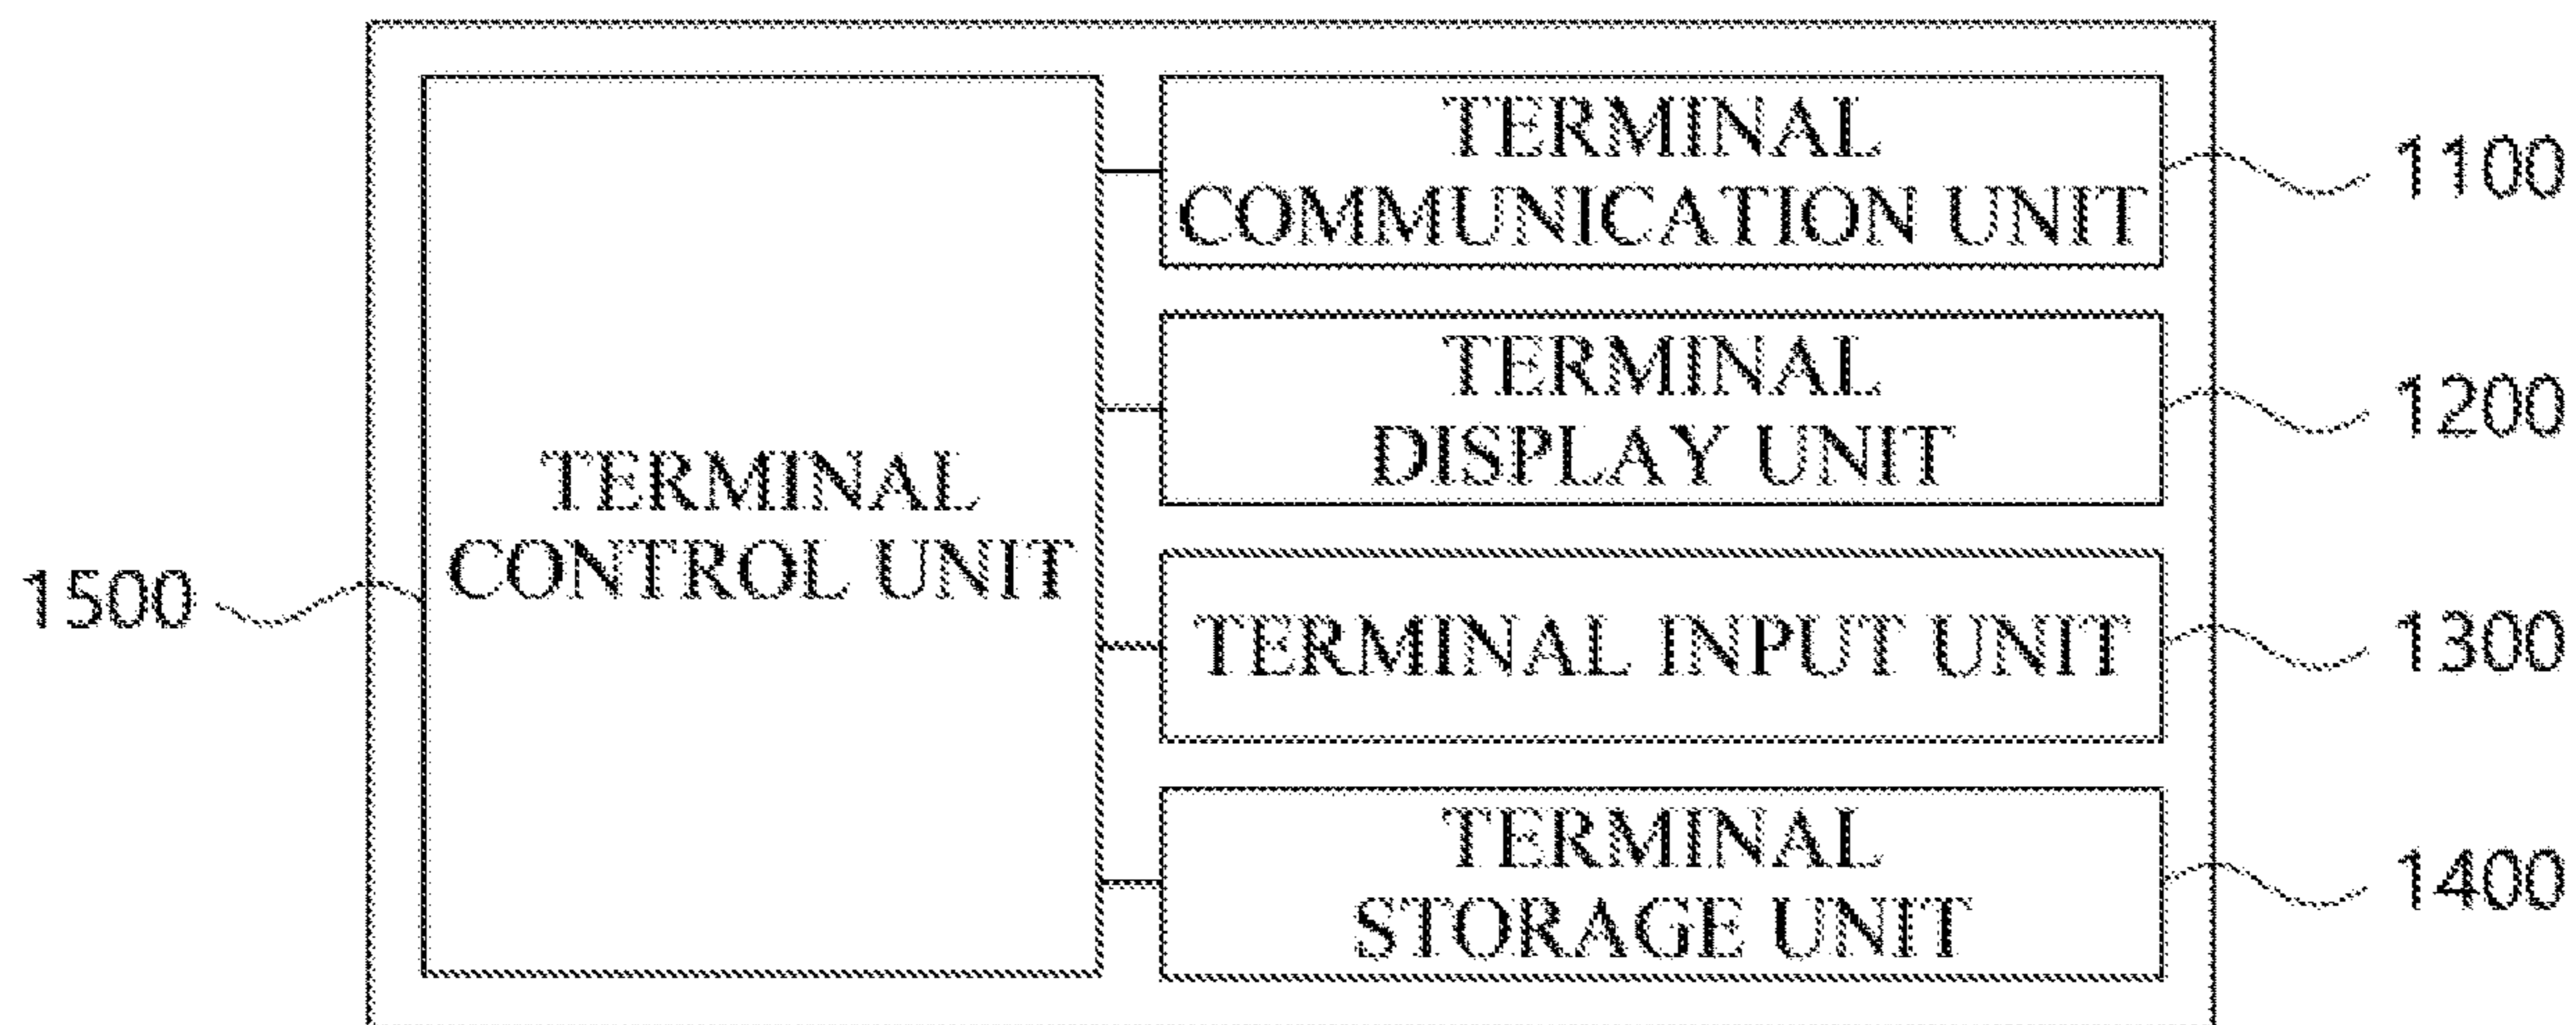 TERMINAL
CONTROL UNIT
1500
TERMINAL
COMMUNICATION UNIT
1100
TERMINAL
DISPLAY UNIT
1200
TERMINAL INPUT UNIT
1300
TERMINAL
STORAGE UNIT
1400